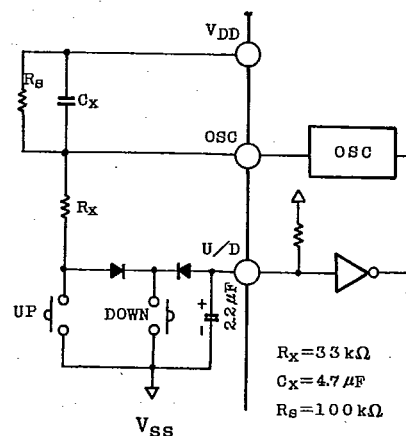 VDD
Rs
Cx
OSC
OSC
Rx
U/D
UP
DOWN
+
-
2.2μF
Rx=33kΩ
Cx=4.7μF
Rs=100kΩ
VSS